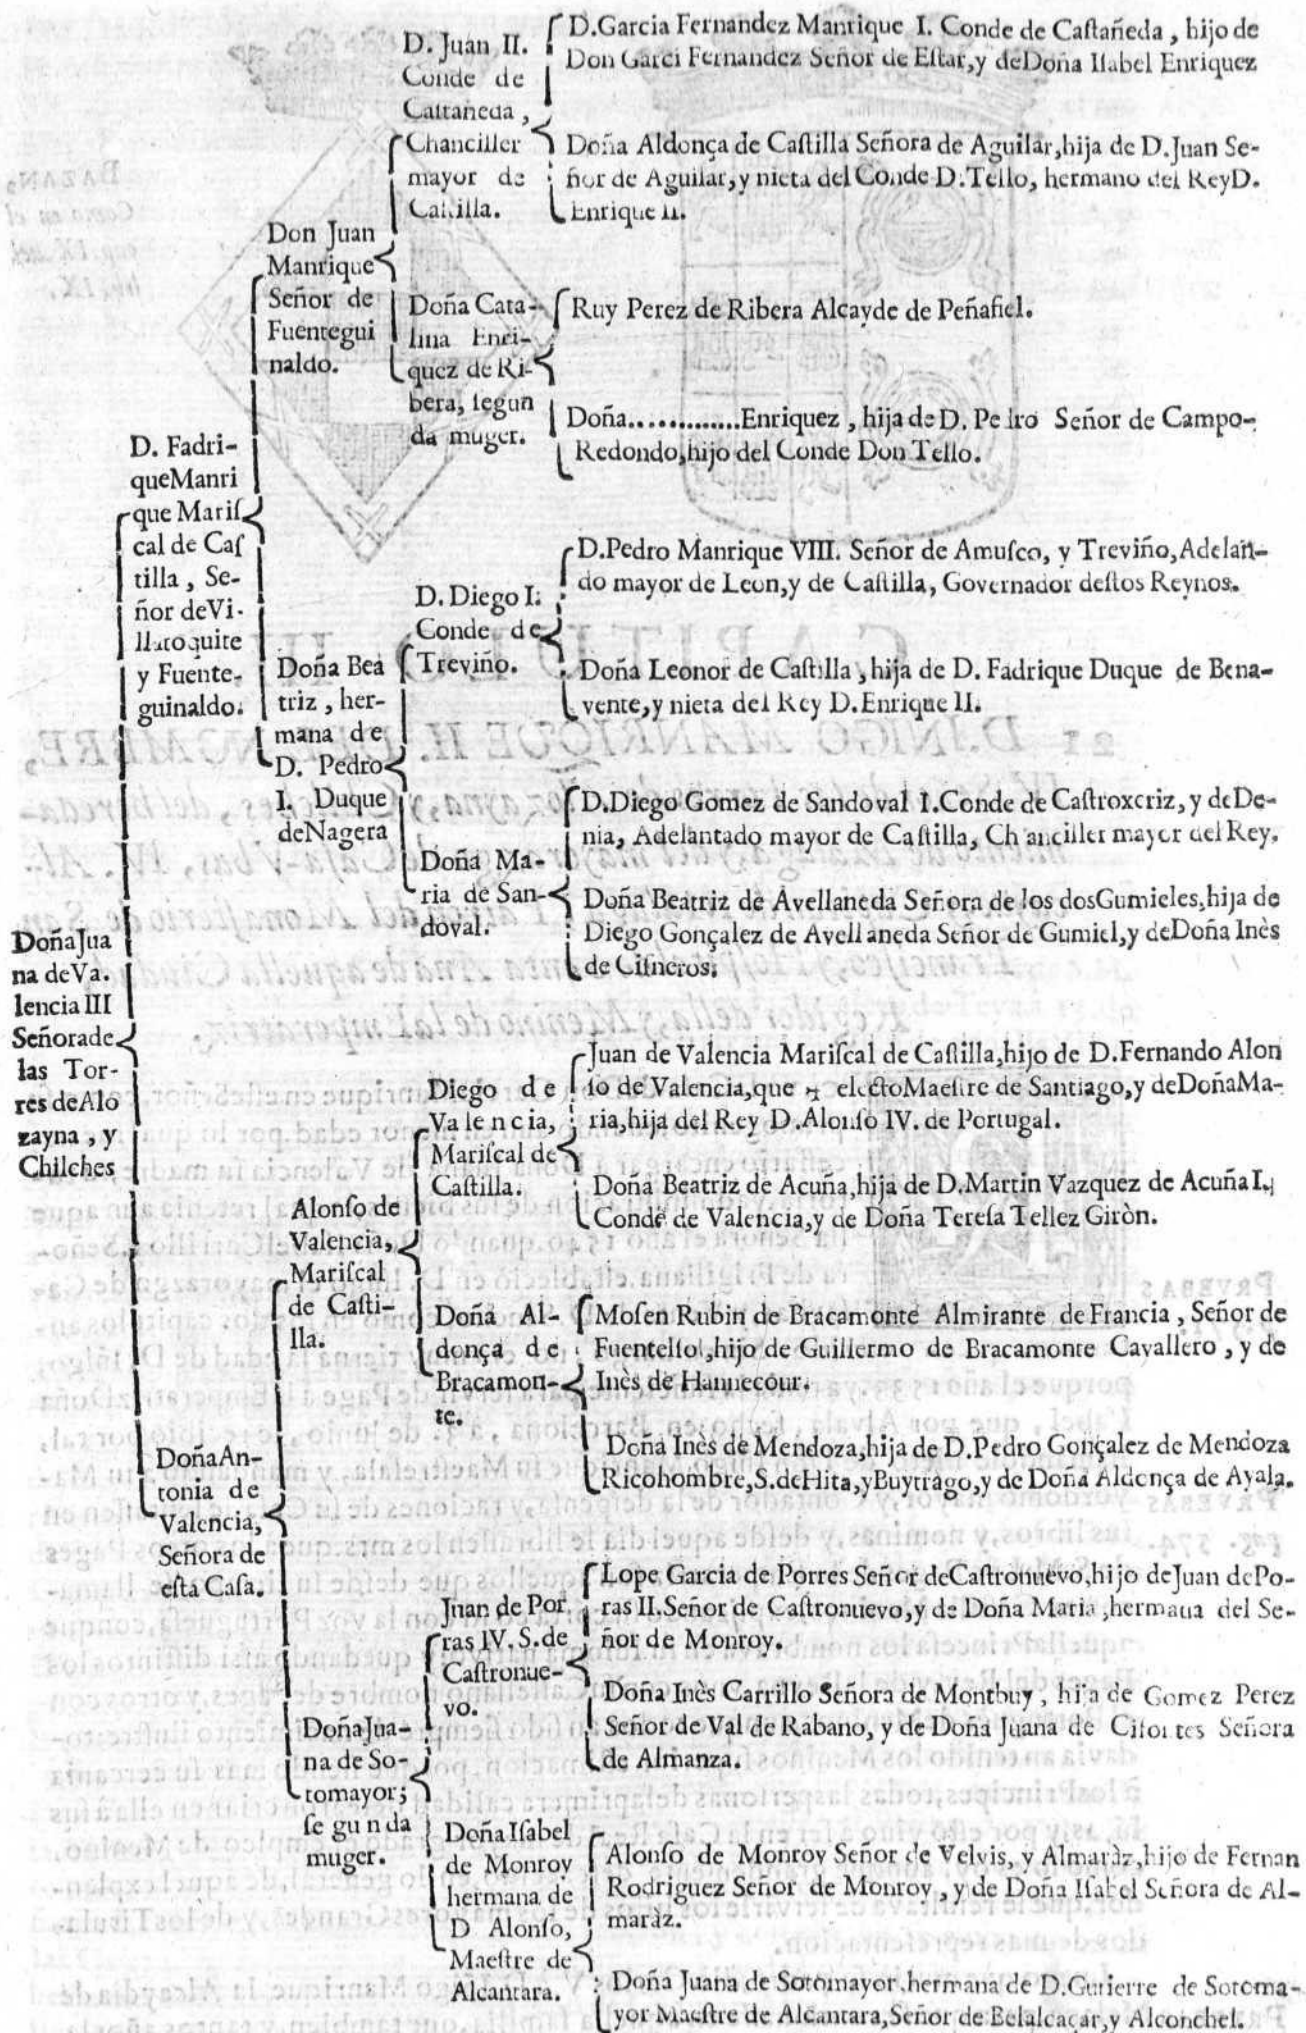 Doña Jua
na de Va.
lencia III
Señora de
las Tor-
res de Alo
zayna, y
Chilches
D. Fadri-
que Manri
que Mariſ
cal de Caſ
tilla, Se-
ñor de Vi-
llatoquite
y Fuente-
guinaldo.
Don Juan
Manrique
Señor de
Fuentegui
naldo.
D. Juan II.
Conde de
Caſtañeda,
Chanciller
mayor de
Caſtilla.
D. Garcia Fernandez Manrique I. Conde de Caſtañeda, hijo de
Don Garci Fernandez Señor de Eſtar, y de Doña Iſabel Enriquez
Doña Aldonça de Caſtilla Señora de Aguilar, hija de D. Juan Se-
ñor de Aguilar, y nieta del Conde D. Tello, hermano del Rey D.
Enrique II.
Doña Cata-
lina Enri-
quez de Ri-
bera, ſegun
da muger.
Ruy Perez de Ribera Alcayde de Peñafiel.
Doña.............Enriquez, hija de D. Pedro Señor de Campo-
Redondo, hijo del Conde Don Tello.
Doña Bea
triz, her-
mana de
D. Pedro
I. Duque
de Nagera
D. Diego I.
Conde de
Treviño.
D. Pedro Manrique VIII. Señor de Amuſco, y Treviño, Adelan-
do mayor de Leon, y de Caſtilla, Governador deſtos Reynos.
Doña Leonor de Caſtilla, hija de D. Fadrique Duque de Bena-
vente, y nieta del Rey D. Enrique II.
Doña Ma-
ria de San-
doval.
D. Diego Gomez de Sandoval I. Conde de Caſtroxeriz, y de De-
nia, Adelantado mayor de Caſtilla, Chanciller mayor del Rey.
Doña Beatriz de Avellaneda Señora de los dos Gumieles, hija de
Diego Gonçalez de Avellaneda Señor de Gumiel, y de Doña Inès
de Ciſneros.
Doña An-
tonia de
Valencia,
Señora de
eſta Caſa.
Alonſo de
Valencia,
Mariſcal
de Caſti-
lla.
Diego de
Valencia,
Mariſcal de
Caſtilla.
Juan de Valencia Mariſcal de Caſtilla, hijo de D. Fernando Alon
ſo de Valencia, que electo Maeſtre de Santiago, y de Doña Ma-
ria, hija del Rey D. Alonſo IV. de Portugal.
Doña Beatriz de Acuña, hija de D. Martin Vazquez de Acuña I.
Conde de Valencia, y de Doña Tereſa Tellez Giròn.
Doña Al-
donça de
Bracamon-
te.
Moſen Rubin de Bracamonte Almirante de Francia, Señor de
Fuenteſſol, hijo de Guillermo de Bracamonte Cavallero, y de
Inès de Hannecour.
Doña Inès de Mendoza, hija de D. Pedro Gonçalez de Mendoza
Ricohombre, S. de Hita, y Buytrago, y de Doña Aldonça de Ayala.
Doña Jua-
na de So-
tomayor;
ſegunda
muger.
Juan de Por
ras IV. S. de
Caſtronue-
vo.
Lope Garcia de Porres Señor de Caſtronuevo, hijo de Juan de Po-
ras II. Señor de Caſtronuevo, y de Doña Maria, hermana del Se-
ñor de Monroy.
Doña Inès Carrillo Señora de Montbuy, hija de Gomez Perez
Señor de Val de Rabano, y de Doña Juana de Cifontes Señora
de Almanza.
Doña Iſabel
de Monroy
hermana de
D Alonſo,
Maeſtre de
Alcantara.
Alonſo de Monroy Señor de Velvis, y Almaràz, hijo de Fernan
Rodriguez Señor de Monroy, y de Doña Iſabel Señora de Al-
maràz.
Doña Juana de Sotomayor, hermana de D. Gutierre de Sotoma-
yor Maeſtre de Alcantara, Señor de Belalcaçar, y Alconchel.